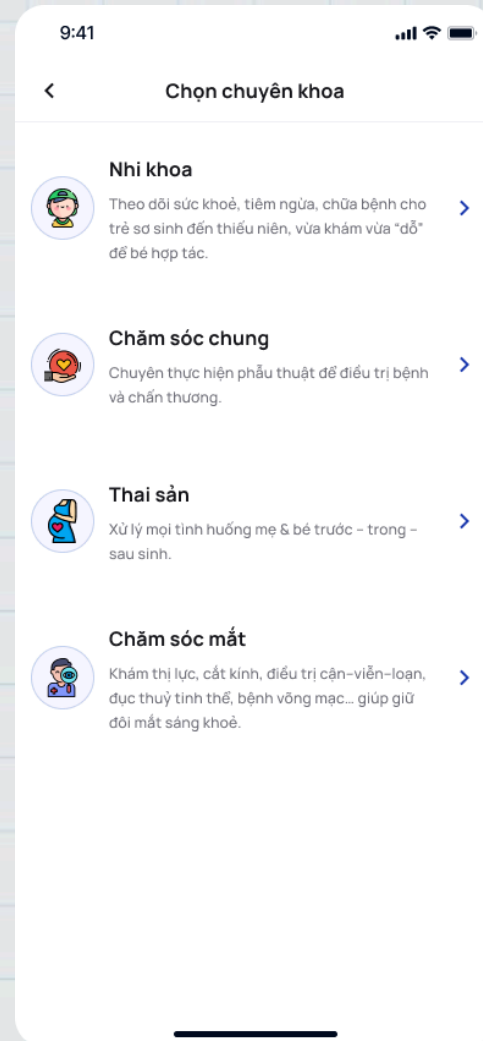 9:41
Chọn chuyên khoa
Nhi khoa
Theo dõi sức khoẻ, tiêm ngừa, chữa bệnh cho
trẻ sơ sinh đến thiếu niên, vừa khám vừa “dỗ”
để bé hợp tác.
Chăm sóc chung
Chuyên thực hiện phẫu thuật để điều trị bệnh
và chấn thương.
Thai sản
Xử lý mọi tình huống mẹ & bé trước – trong –
sau sinh.
Chăm sóc mắt
Khám thị lực, cắt kính, điều trị cận–viễn–loạn,
đục thuỷ tinh thể, bệnh võng mạc… giúp giữ
đôi mắt sáng khoẻ.